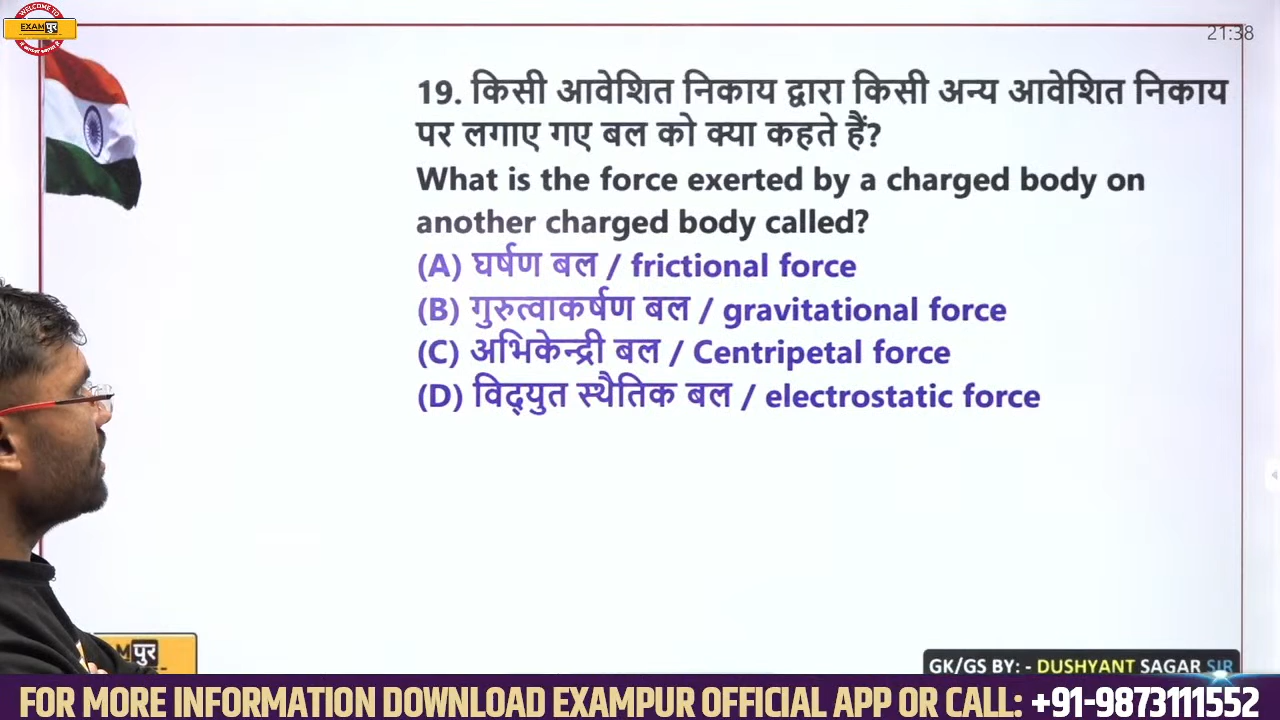 WELCOME TO
EXAMपुर
21:38
19. किसी आवेशित निकाय द्वारा किसी अन्य आवेशित निकाय
पर लगाए गए बल को क्या कहते हैं?
What is the force exerted by a charged body on
another charged body called?
(A) घर्षण बल / frictional force
(B) गुरुत्वाकर्षण बल / gravitational force
(C) अभिकेन्द्री बल / Centripetal force
(D) विद्युत स्थैतिक बल / electrostatic force
पुर
GK/GS BY: - DUSHYANT SAGAR SIR
FOR MORE INFORMATION DOWNLOAD EXAMPUR OFFICIAL APP OR CALL: +91-9873111552